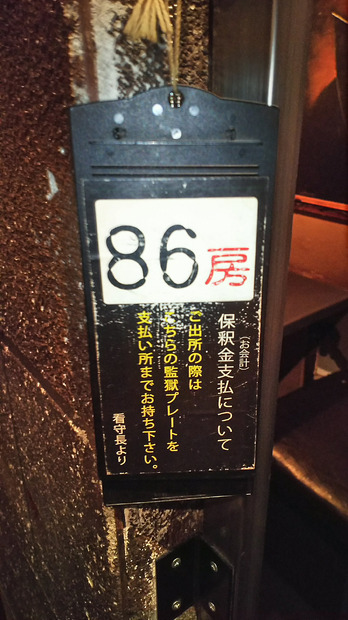 86房
(お会計)
保釈金支払について
ご出所の際は
こちらの監獄プレートを
支払い所までお持ち下さい。
看守長より